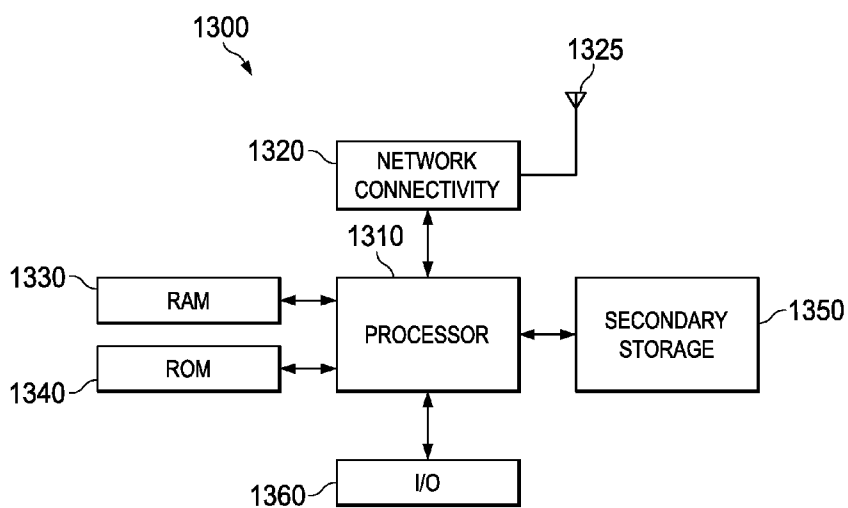 1300
1325
1320
NETWORK
CONNECTIVITY
1310
1330
RAM
PROCESSOR
SECONDARY
STORAGE
1350
ROM
1340
I/O
1360